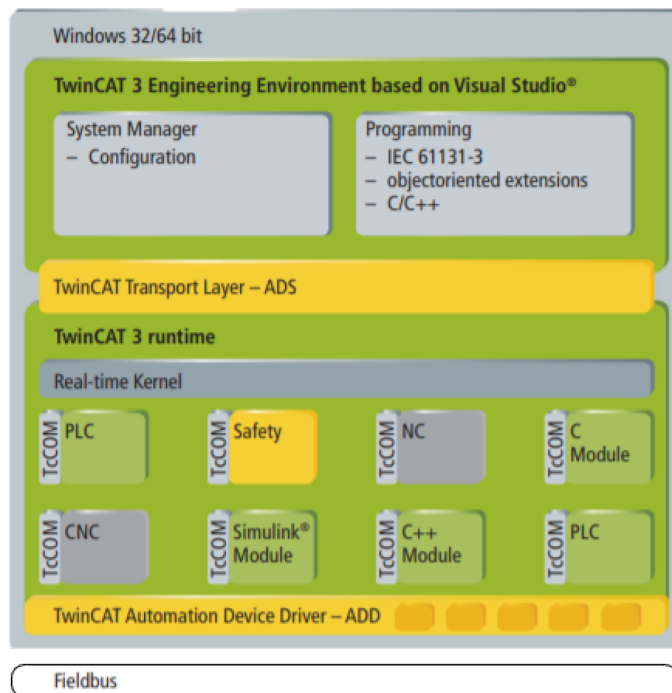 Windows 32/64 bit
TwinCAT 3 Engineering Environment based on Visual Studio®
System Manager
– Configuration
Programming
– IEC 61131-3
– objectoriented extensions
– C/C++
TwinCAT Transport Layer – ADS
TwinCAT 3 runtime
Real-time Kernel
TcCOM
PLC
TcCOM
Safety
TcCOM
NC
TcCOM
C
Module
TcCOM
CNC
TcCOM
Simulink®
Module
TcCOM
C++
Module
TcCOM
PLC
TwinCAT Automation Device Driver – ADD
Fieldbus